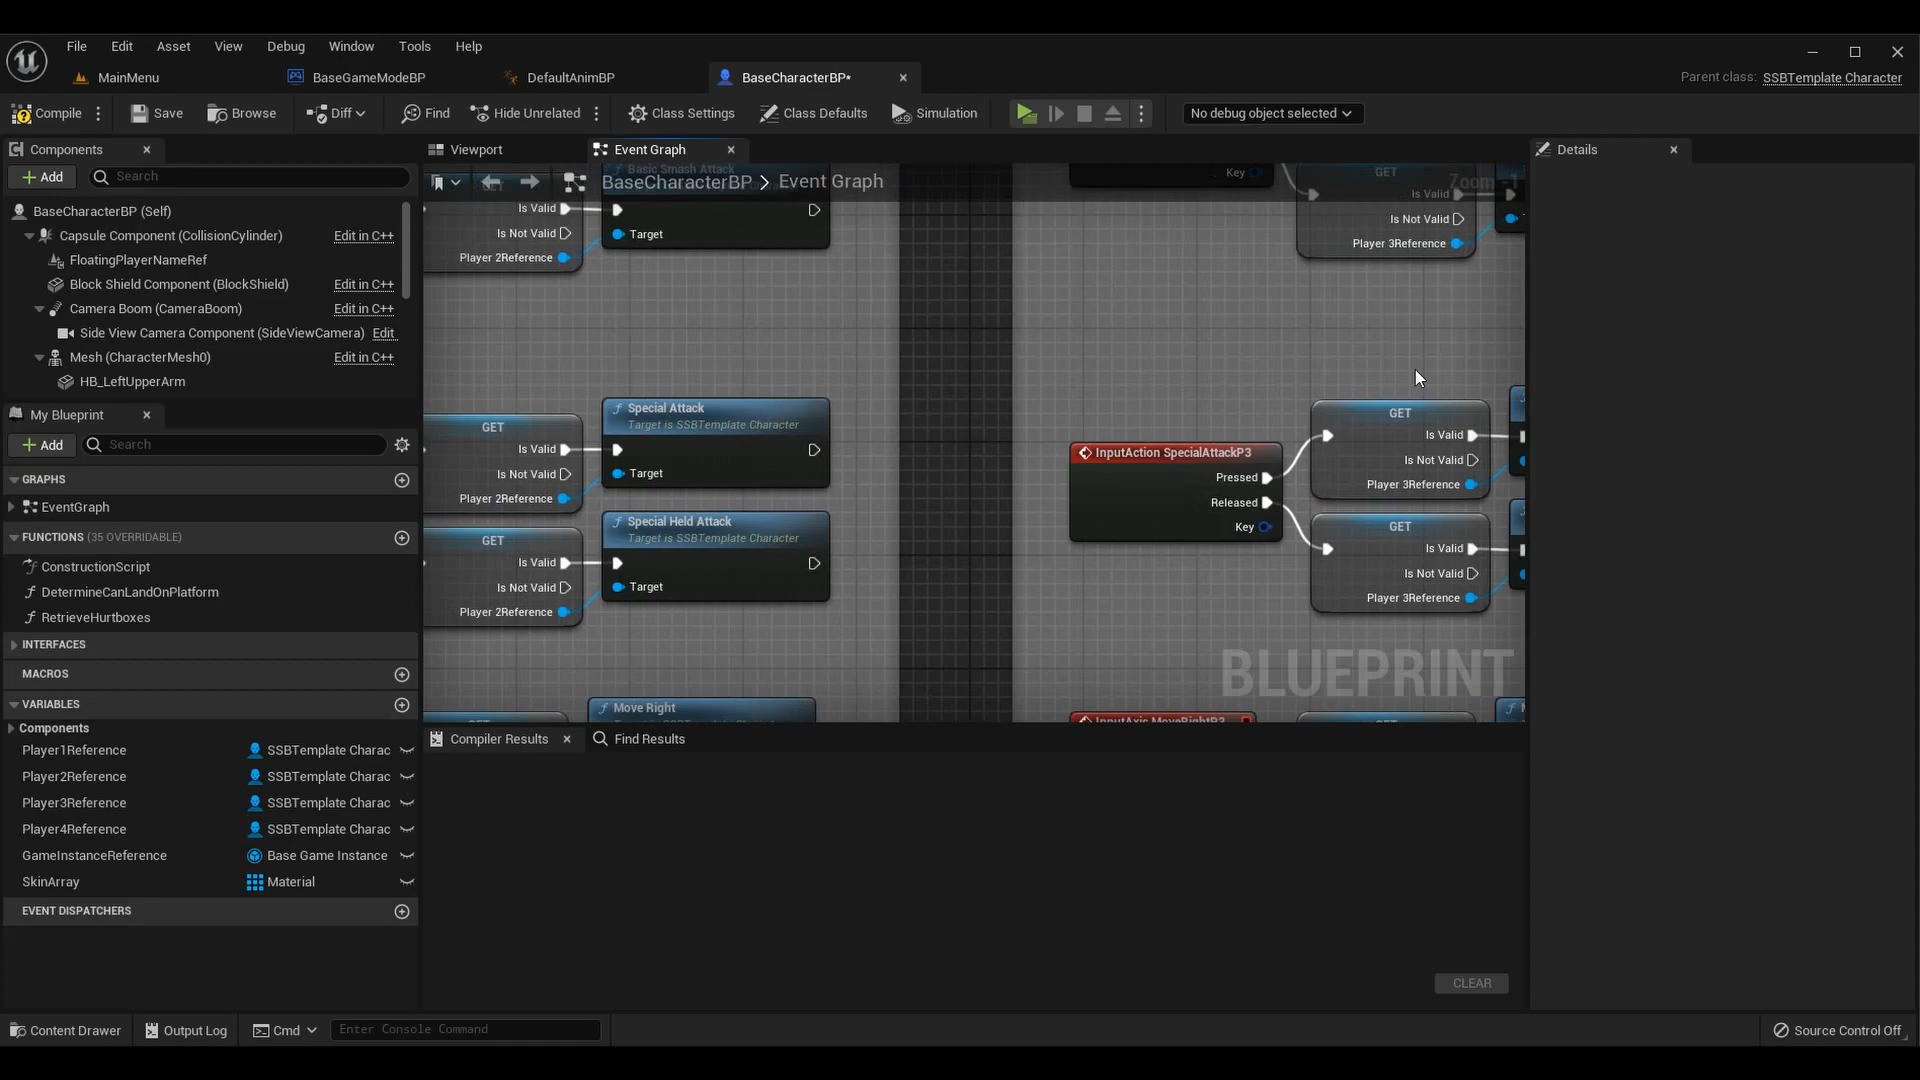 File Edit Asset View Debug Window Tools Help
MainMenu BaseGameModeBP DefaultAnimBP BaseCharacterBP* Parent class: SSBTemplate Character
Compile Save Browse Diff Find Hide Unrelated Class Settings Class Defaults Simulation No debug object selected
Components
Add Search
BaseCharacterBP (Self)
Capsule Component (CollisionCylinder) Edit in C++
FloatingPlayerNameRef
Block Shield Component (BlockShield) Edit in C++
Camera Boom (CameraBoom) Edit in C++
Side View Camera Component (SideViewCamera) Edit
Mesh (CharacterMesh0) Edit in C++
HB_LeftUpperArm
My Blueprint
Add Search
GRAPHS
EventGraph
FUNCTIONS (35 OVERRIDABLE)
ConstructionScript
DetermineCanLandOnPlatform
RetrieveHurtboxes
INTERFACES
MACROS
VARIABLES
Components
Player1Reference SSBTemplate Charac
Player2Reference SSBTemplate Charac
Player3Reference SSBTemplate Charac
Player4Reference SSBTemplate Charac
GameInstanceReference Base Game Instance
SkinArray Material
EVENT DISPATCHERS
Viewport Event Graph
BaseCharacterBP > Event Graph
Zoom -1
Basic Smash Attack
GET
Is Valid
Is Not Valid
Player 2Reference
Target
GET
Is Valid
Is Not Valid
Player 2Reference
Special Attack
Target is SSBTemplate Character
Target
GET
Is Valid
Is Not Valid
Player 2Reference
Special Held Attack
Target is SSBTemplate Character
Target
GET
Move Right
Key
GET
Is Valid
Is Not Valid
Player 3Reference
InputAction SpecialAttackP3
Pressed
Released
Key
GET
Is Valid
Is Not Valid
Player 3Reference
GET
Is Valid
Is Not Valid
Player 3Reference
BLUEPRINT
InputAxis MoveRightP3
GET
Compiler Results Find Results
CLEAR
Details
Content Drawer Output Log Cmd Enter Console Command Source Control Off